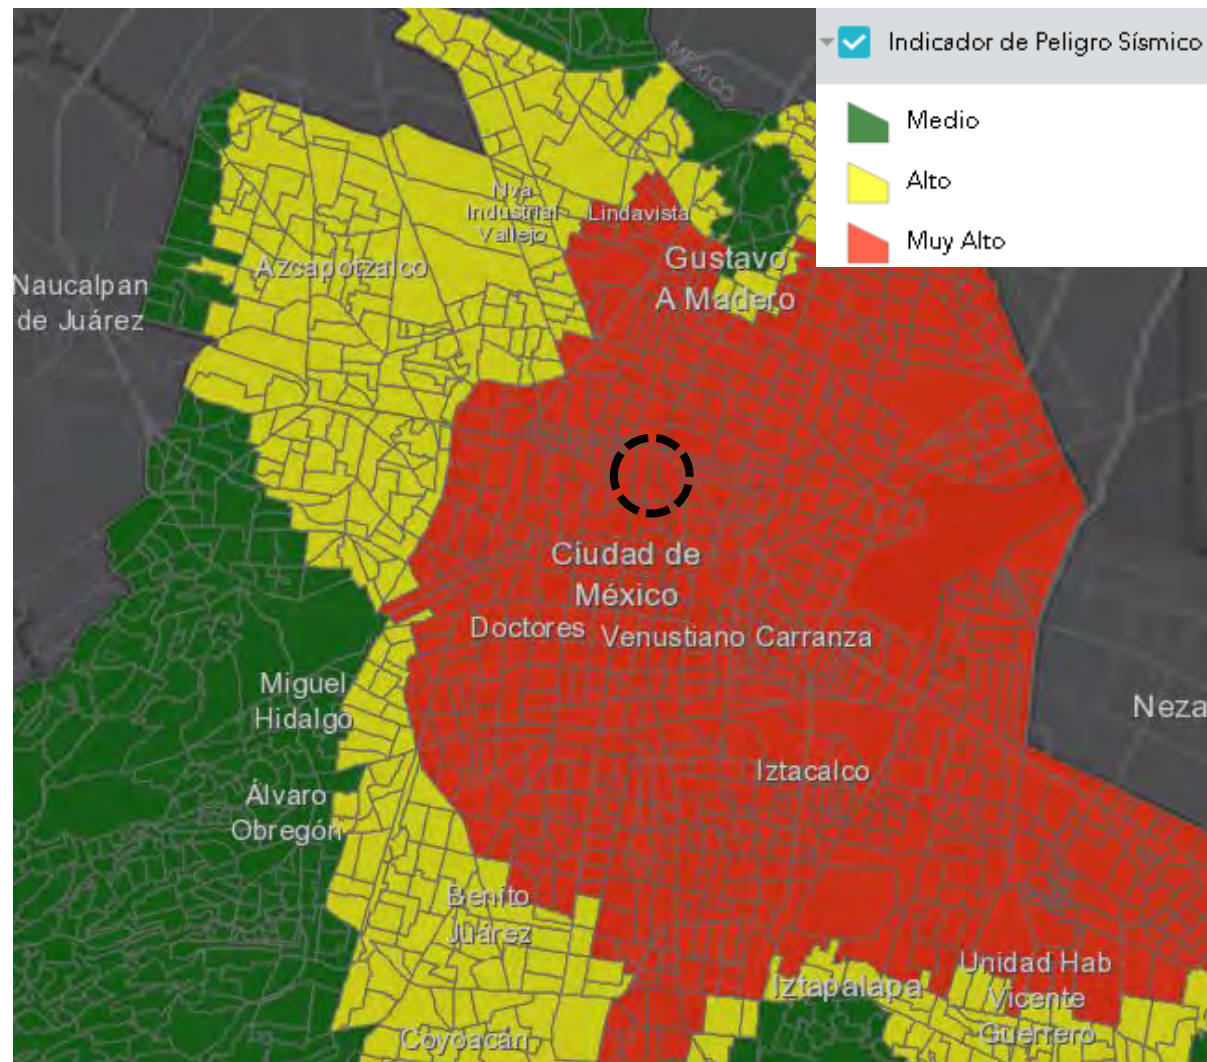 Indicador de Peligro Sísmico
Medio
Alto
Muy Alto
MÉXICO
Nva
Industrial
Vallejo
Lindavista
Gustavo
A Madero
Azcapotzalco
Naucalpan
de Juárez
Ciudad de
México
Doctores
Venustiano Carranza
Miguel
Hidalgo
Neza
Iztacalco
Álvaro
Obregón
Benito
Juárez
Unidad Hab
Vicente
Guerrero
Iztapalapa
Coyoacán